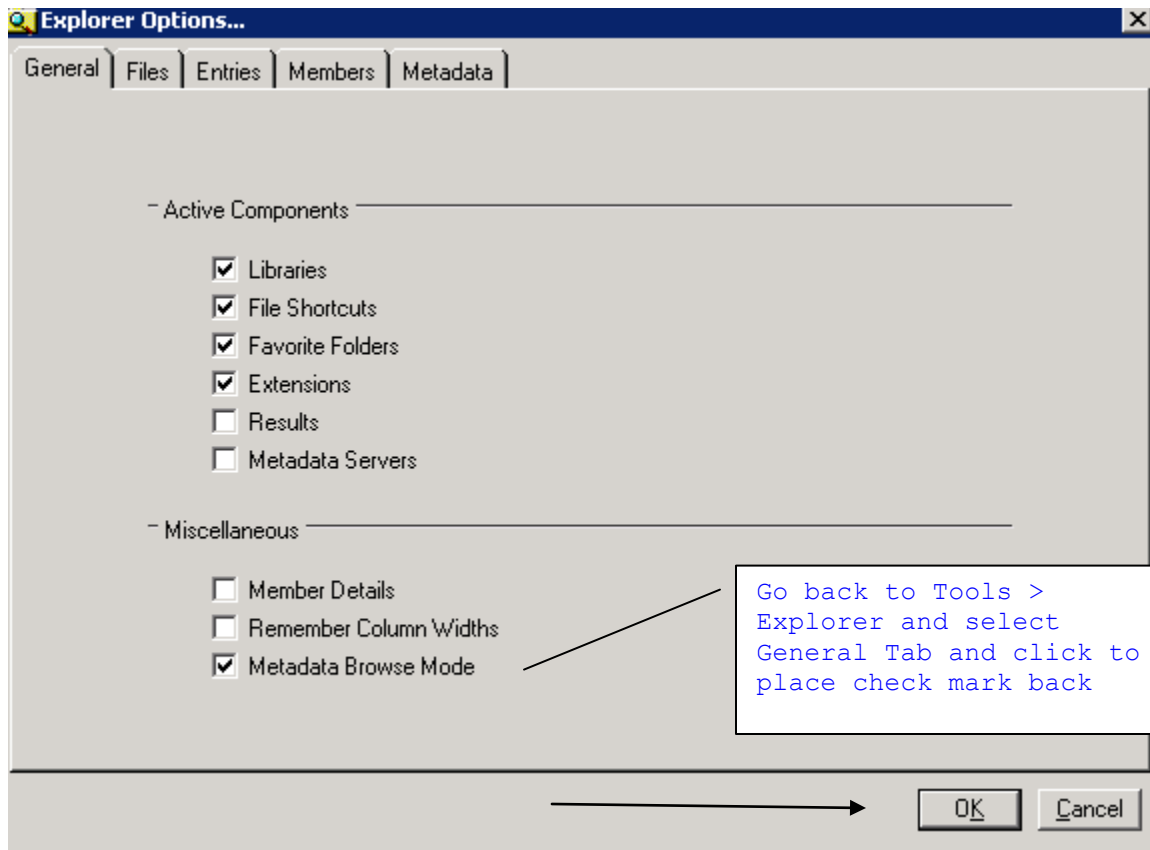 Explorer Options...
General Files Entries Members Metadata
Active Components
Libraries
File Shortcuts
Favorite Folders
Extensions
Results
Metadata Servers
Miscellaneous
Member Details
Remember Column Widths
Metadata Browse Mode
Go back to Tools >
Explorer and select
General Tab and click to
place check mark back
OK Cancel